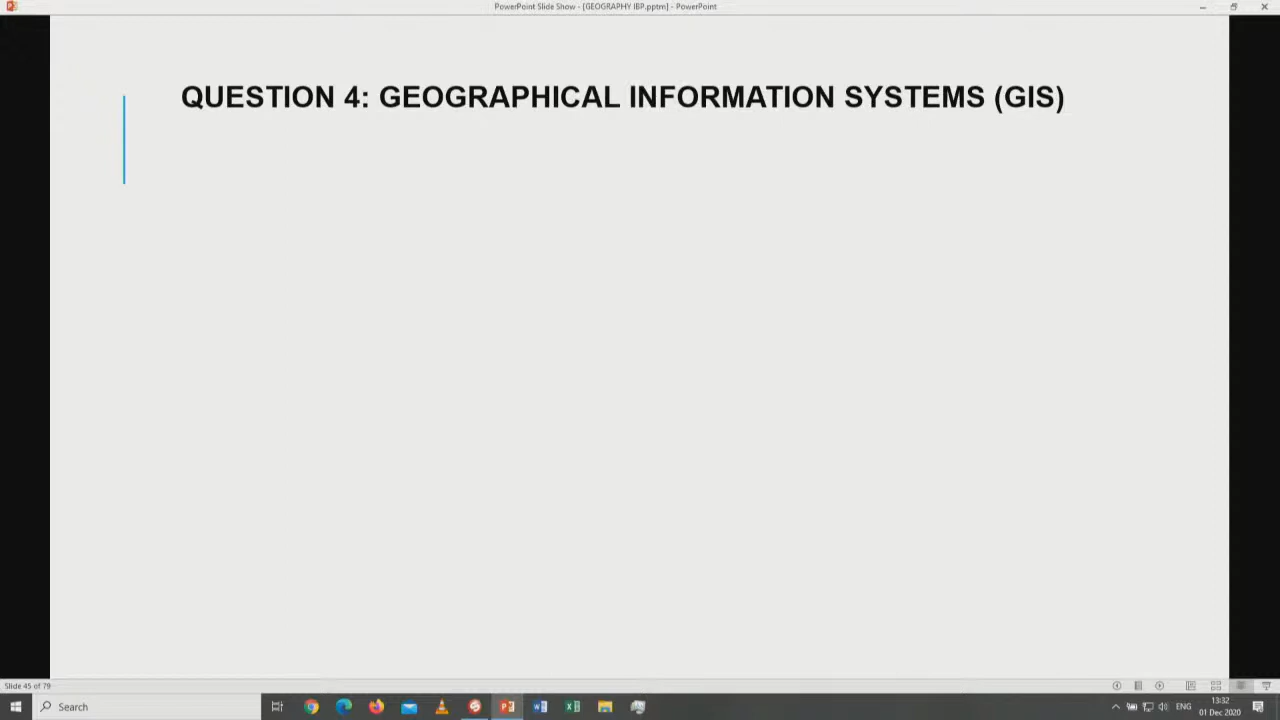 PowerPoint Slide Show - [GEOGRAPHY IBP.pptm] - PowerPoint
QUESTION 4: GEOGRAPHICAL INFORMATION SYSTEMS (GIS)
Slide 45 of 79
Search
ENG
13:32
01 Dec 2020